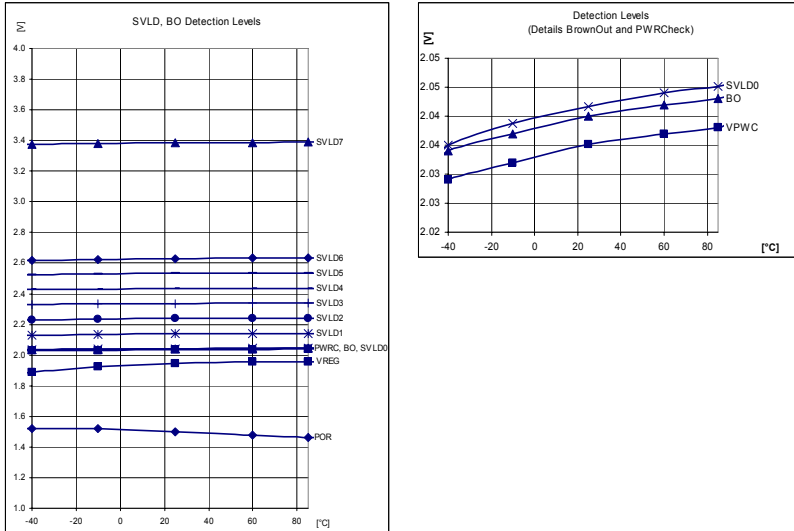 SVLD, BO Detection Levels
[V]
4.0
3.8
3.6
3.4
3.2
3.0
2.8
2.6
2.4
2.2
2.0
1.8
1.6
1.4
1.2
1.0
SVLD7
SVLD6
SVLD5
SVLD4
SVLD3
SVLD2
SVLD1
PWRC, BO, SVLD0
VREG
POR
-40 -20 0 20 40 60 80 [°C]
Detection Levels
(Details BrownOut and PWRCheck)
[V]
2.05
2.05
2.04
2.04
2.03
2.03
2.02
SVLD0
BO
VPWC
-40 -20 0 20 40 60 80 [°C]